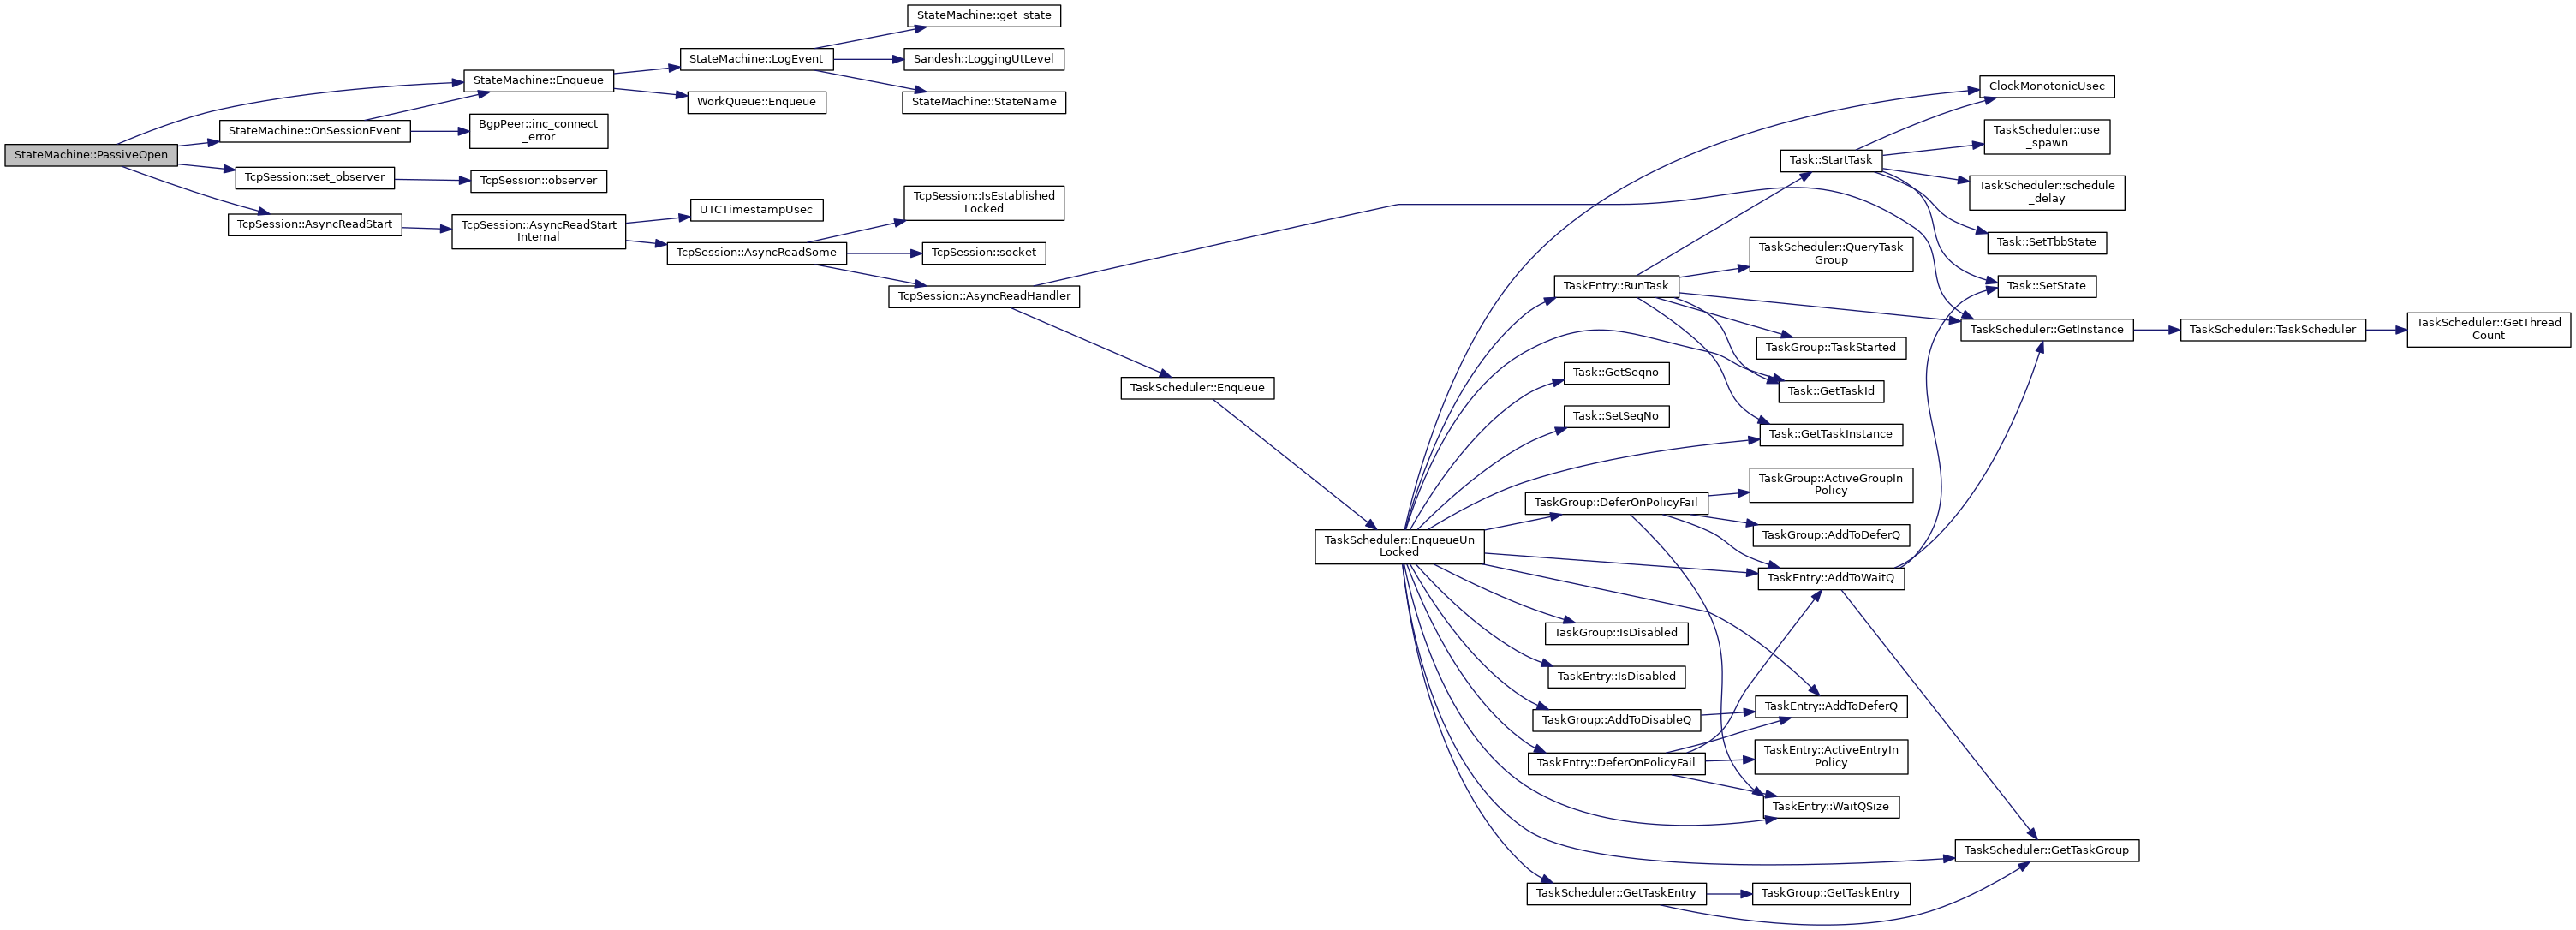 StateMachine::PassiveOpen
StateMachine::Enqueue
StateMachine::OnSessionEvent
TcpSession::set_observer
TcpSession::AsyncReadStart
StateMachine::LogEvent
WorkQueue::Enqueue
StateMachine::get_state
Sandesh::LoggingUtLevel
StateMachine::StateName
BgpPeer::inc_connect
_error
TcpSession::observer
TcpSession::AsyncReadStart
Internal
UTCTimestampUsec
TcpSession::AsyncReadSome
TcpSession::IsEstablished
Locked
TcpSession::socket
TcpSession::AsyncReadHandler
TaskScheduler::Enqueue
TaskScheduler::EnqueueUn
Locked
ClockMonotonicUsec
Task::StartTask
TaskScheduler::use
_spawn
TaskScheduler::schedule
_delay
Task::SetTbbState
Task::SetState
TaskScheduler::QueryTask
Group
TaskEntry::RunTask
TaskScheduler::GetInstance
TaskScheduler::TaskScheduler
TaskScheduler::GetThread
Count
TaskGroup::TaskStarted
Task::GetSeqno
Task::GetTaskId
Task::SetSeqNo
Task::GetTaskInstance
TaskGroup::DeferOnPolicyFail
TaskGroup::ActiveGroupIn
Policy
TaskGroup::AddToDeferQ
TaskEntry::AddToWaitQ
TaskGroup::IsDisabled
TaskEntry::IsDisabled
TaskGroup::AddToDisableQ
TaskEntry::AddToDeferQ
TaskEntry::DeferOnPolicyFail
TaskEntry::ActiveEntryIn
Policy
TaskEntry::WaitQSize
TaskScheduler::GetTaskGroup
TaskScheduler::GetTaskEntry
TaskGroup::GetTaskEntry